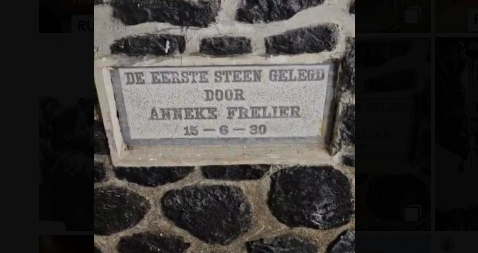 DE EERSTE STEEN GELEGD
DOOR
ANNEKE FRELIER
15 — 6 — 30